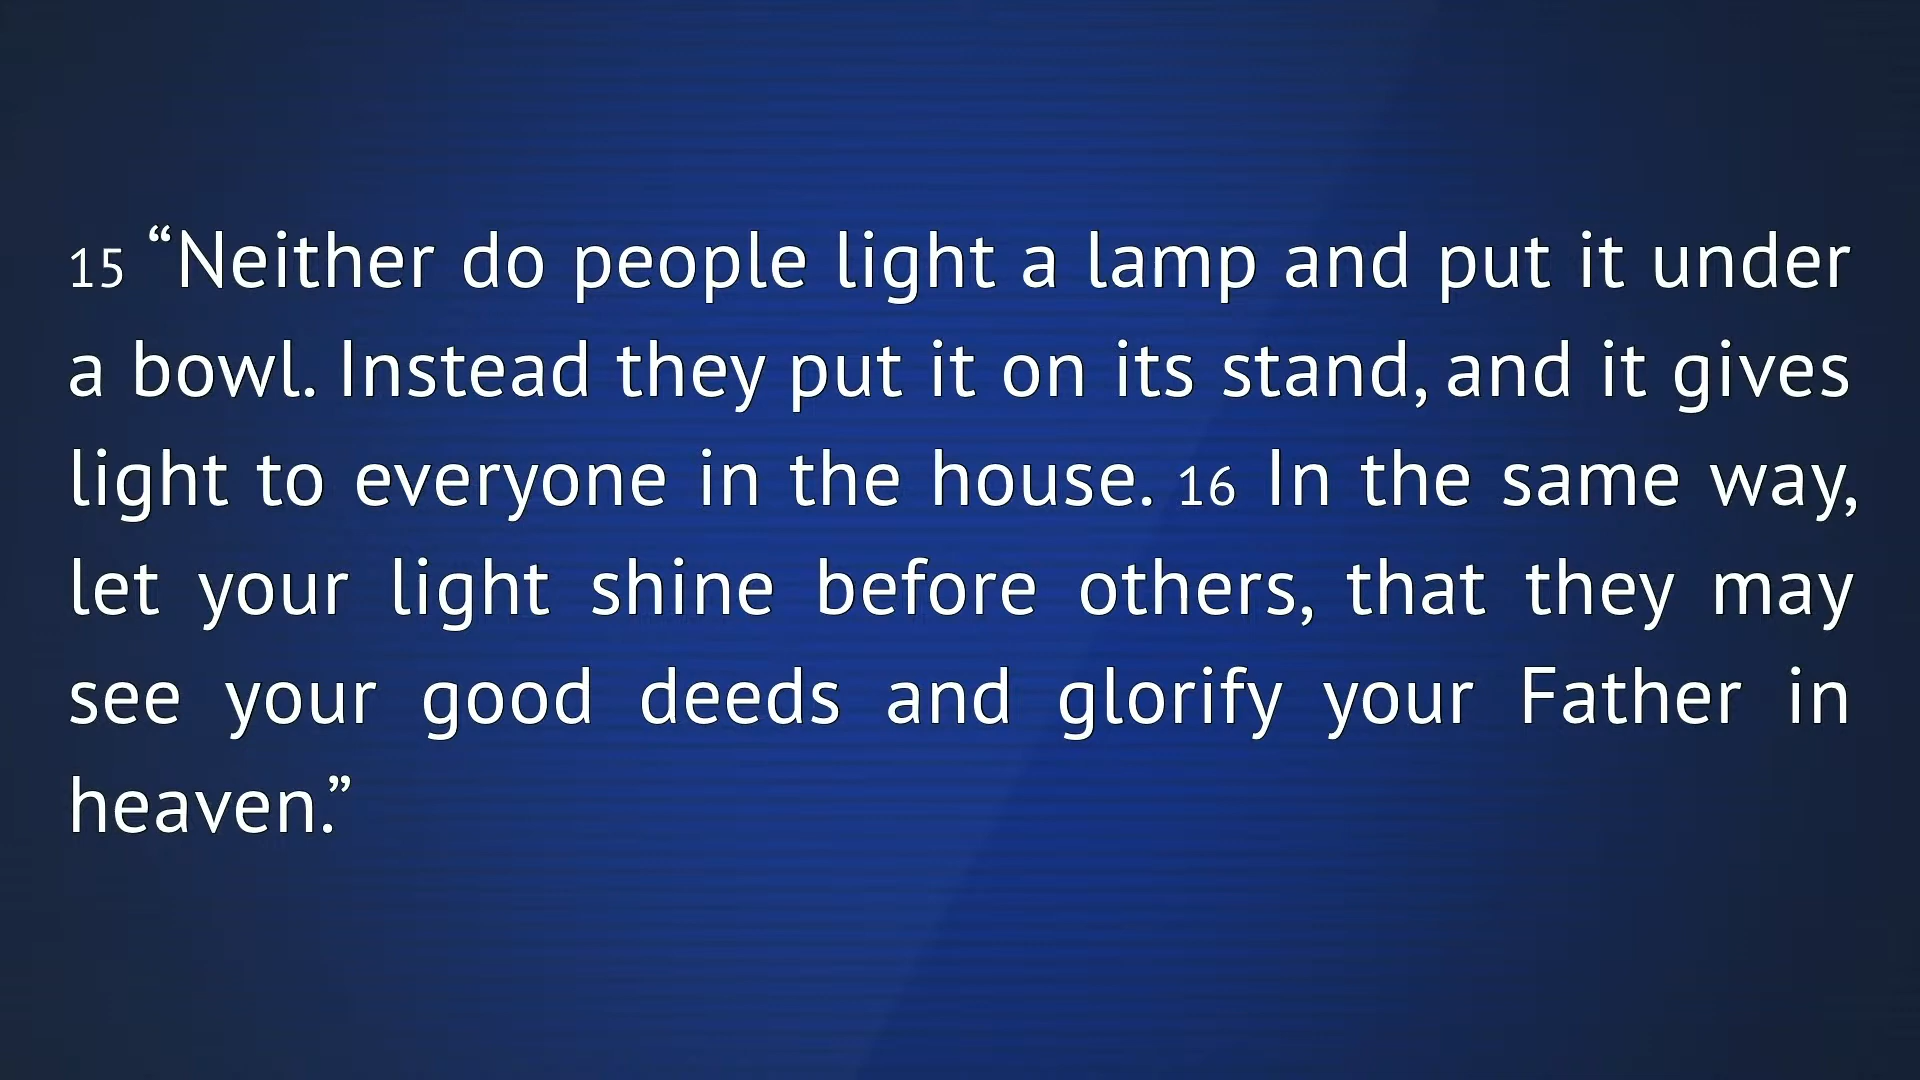 15 “Neither do people light a lamp and put it under
a bowl. Instead they put it on its stand, and it gives
light to everyone in the house. 16 In the same way,
let your light shine before others, that they may
see your good deeds and glorify your Father in
heaven.”